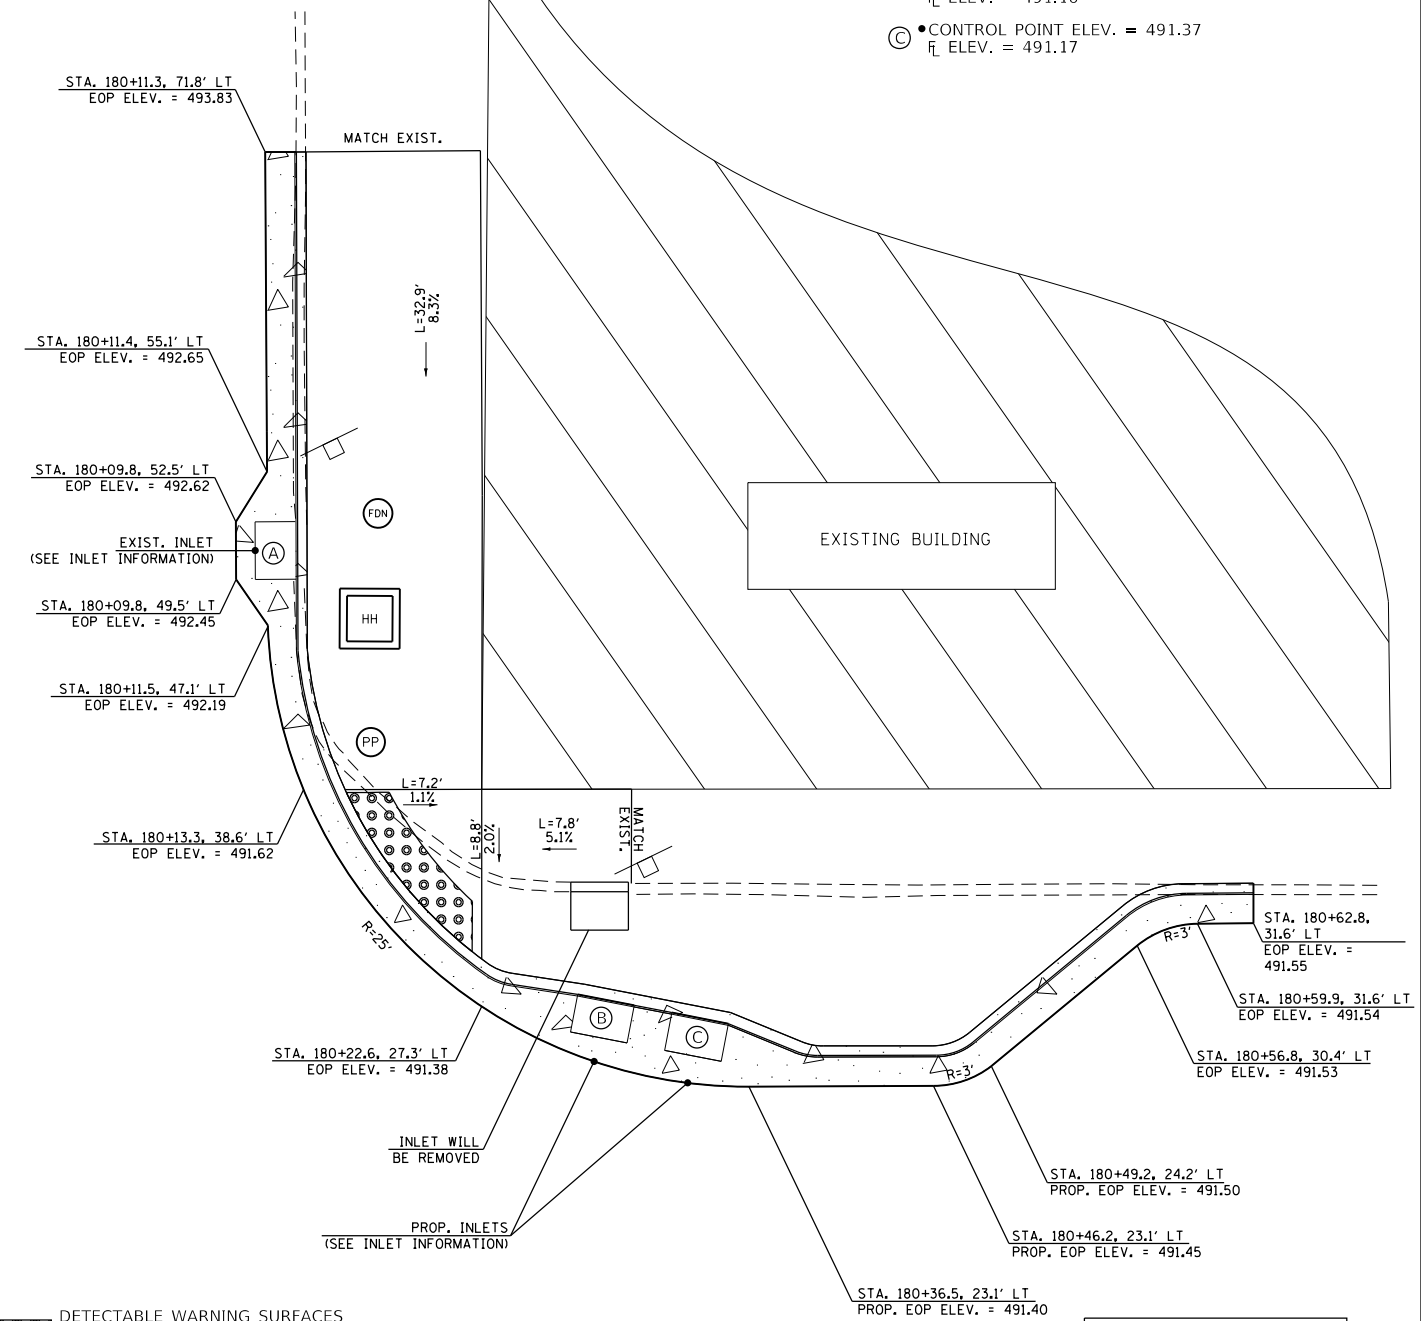 ℄ ELEV. = 491.16
Ⓒ •CONTROL POINT ELEV. = 491.37
FL ELEV. = 491.17
STA. 180+11.3, 71.8' LT
EOP ELEV. = 493.83
MATCH EXIST.
L=32.9'
8.3%
STA. 180+11.4, 55.1' LT
EOP ELEV. = 492.65
STA. 180+09.8, 52.5' LT
EOP ELEV. = 492.62
FDN
EXIST. INLET
(SEE INLET INFORMATION)
A
EXISTING BUILDING
STA. 180+09.8, 49.5' LT
EOP ELEV. = 492.45
HH
STA. 180+11.5, 47.1' LT
EOP ELEV. = 492.19
PP
L=7.2'
1.1%
L=8.8'
2.0%
L=7.8'
5.1%
MATCH
EXIST.
STA. 180+13.3, 38.6' LT
EOP ELEV. = 491.62
R=25'
R=3'
STA. 180+62.8,
31.6' LT
EOP ELEV. =
491.55
STA. 180+59.9, 31.6' LT
EOP ELEV. = 491.54
B
C
STA. 180+22.6, 27.3' LT
EOP ELEV. = 491.38
R=3'
STA. 180+56.8, 30.4' LT
EOP ELEV. = 491.53
INLET WILL
BE REMOVED
STA. 180+49.2, 24.2' LT
PROP. EOP ELEV. = 491.50
PROP. INLETS
(SEE INLET INFORMATION)
STA. 180+46.2, 23.1' LT
PROP. EOP ELEV. = 491.45
STA. 180+36.5, 23.1' LT
PROP. EOP ELEV. = 491.40
DETECTABLE WARNING SURFACES